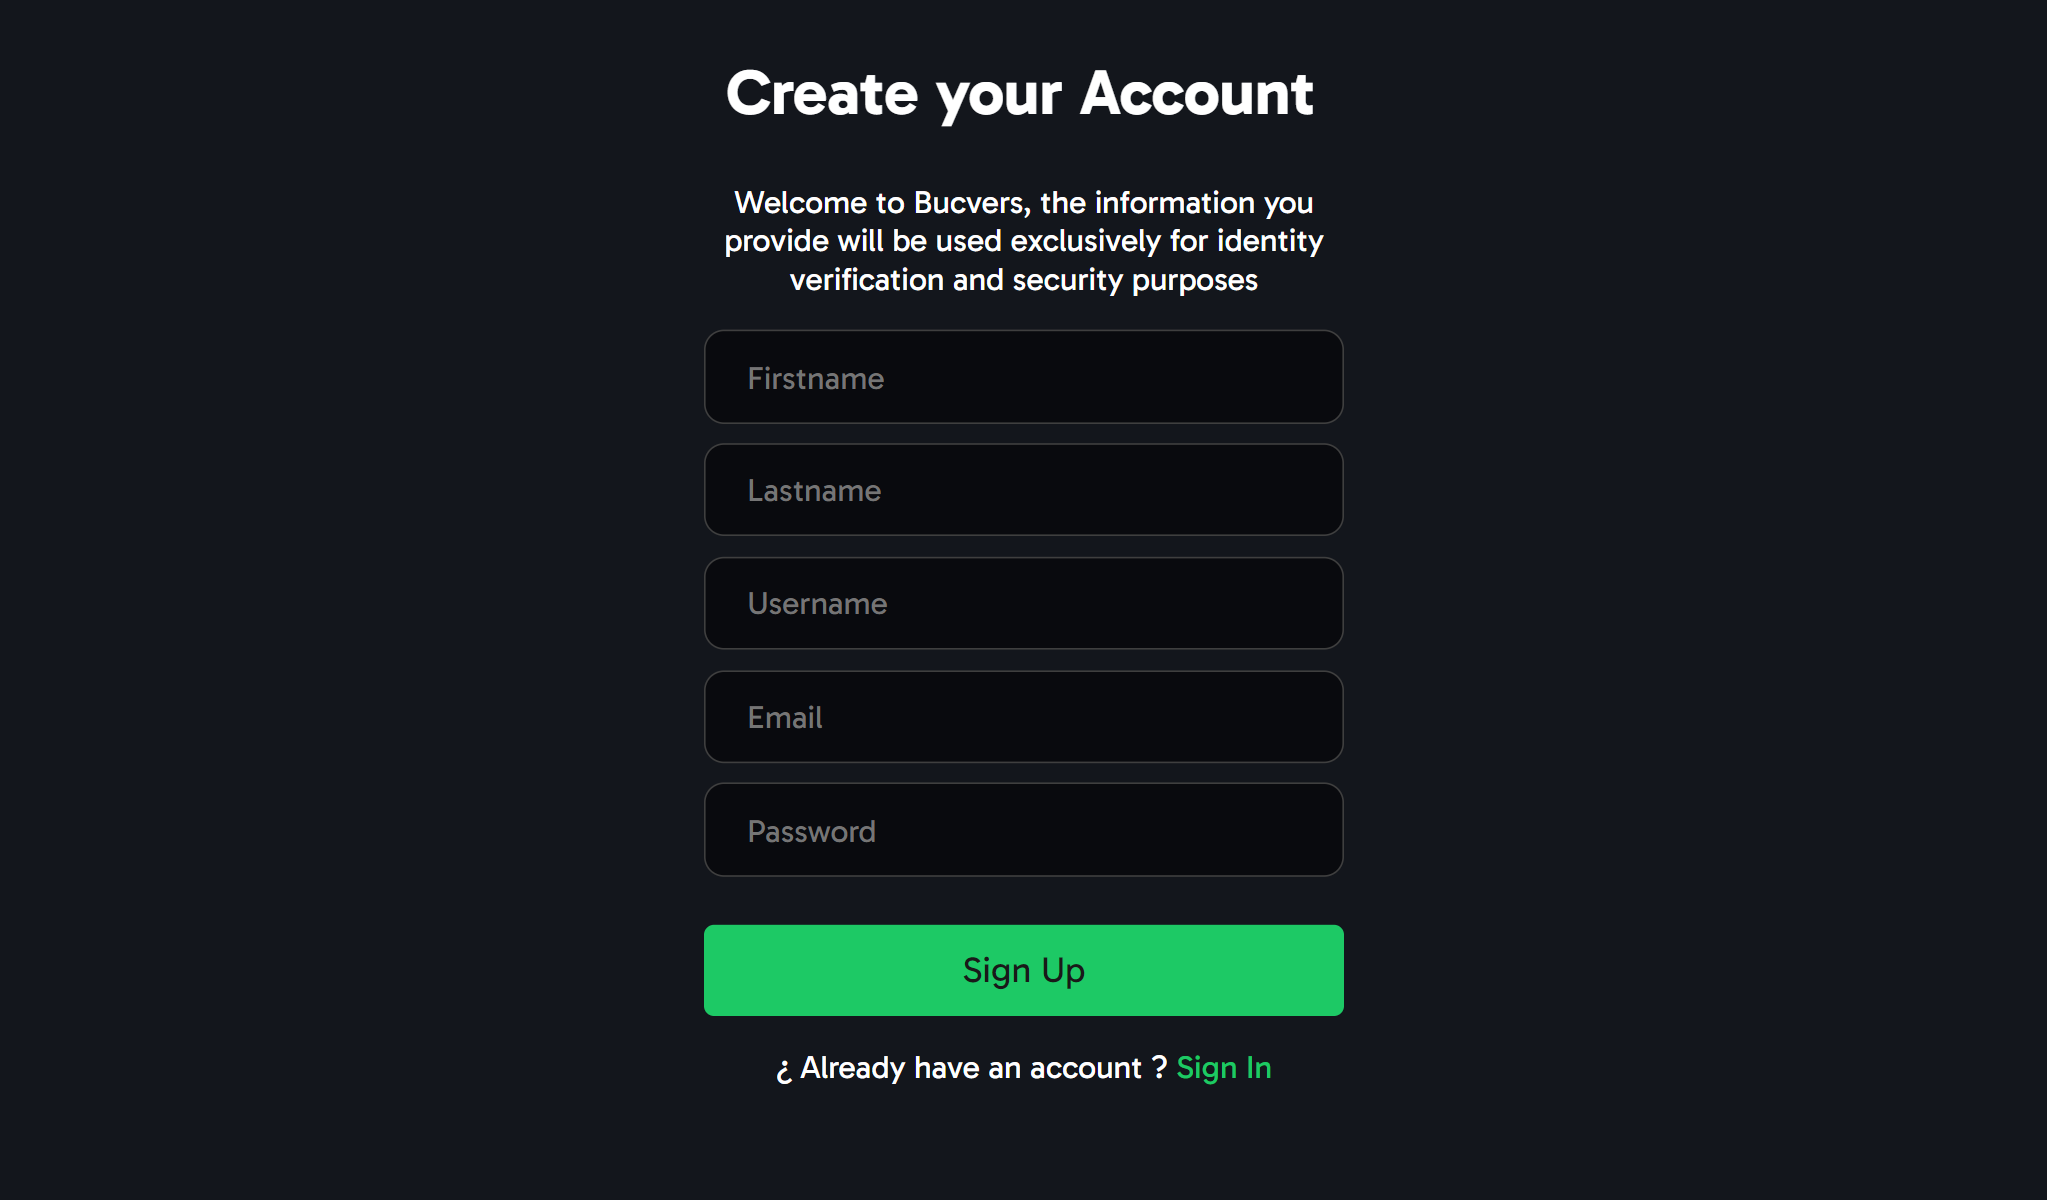 Create your Account
Welcome to Bucvers, the information you
provide will be used exclusively for identity
verification and security purposes
Firstname
Lastname
Username
Email
Password
Sign Up
¿ Already have an account ? Sign In